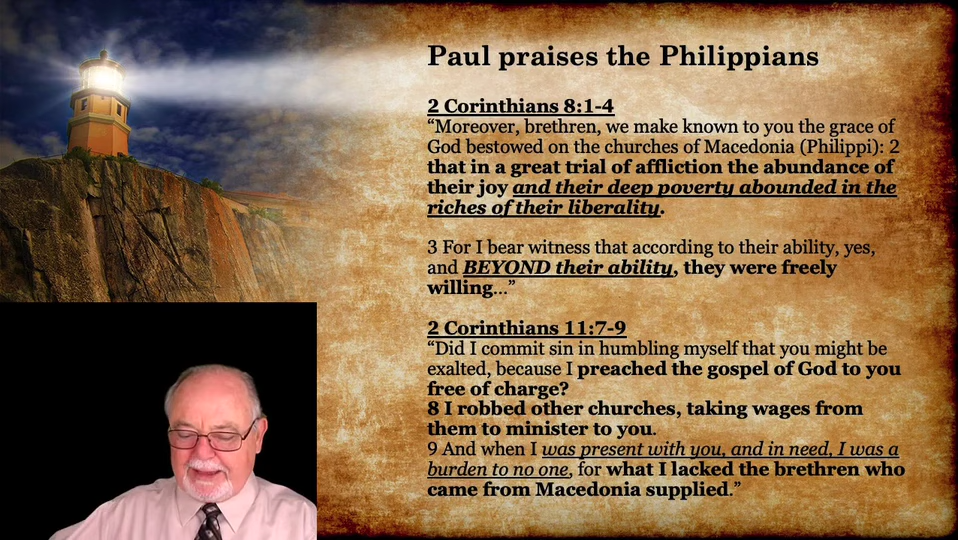 Paul praises the Philippians
2 Corinthians 8:1-4
“Moreover, brethren, we make known to you the grace of
God bestowed on the churches of Macedonia (Philippi): 2
that in a great trial of affliction the abundance of
their joy and their deep poverty abounded in the
riches of their liberality.
3 For I bear witness that according to their ability, yes,
and BEYOND their ability, they were freely
willing…”
2 Corinthians 11:7-9
“Did I commit sin in humbling myself that you might be
exalted, because I preached the gospel of God to you
free of charge?
8 I robbed other churches, taking wages from
them to minister to you.
9 And when I was present with you, and in need, I was a
burden to no one, for what I lacked the brethren who
came from Macedonia supplied.”